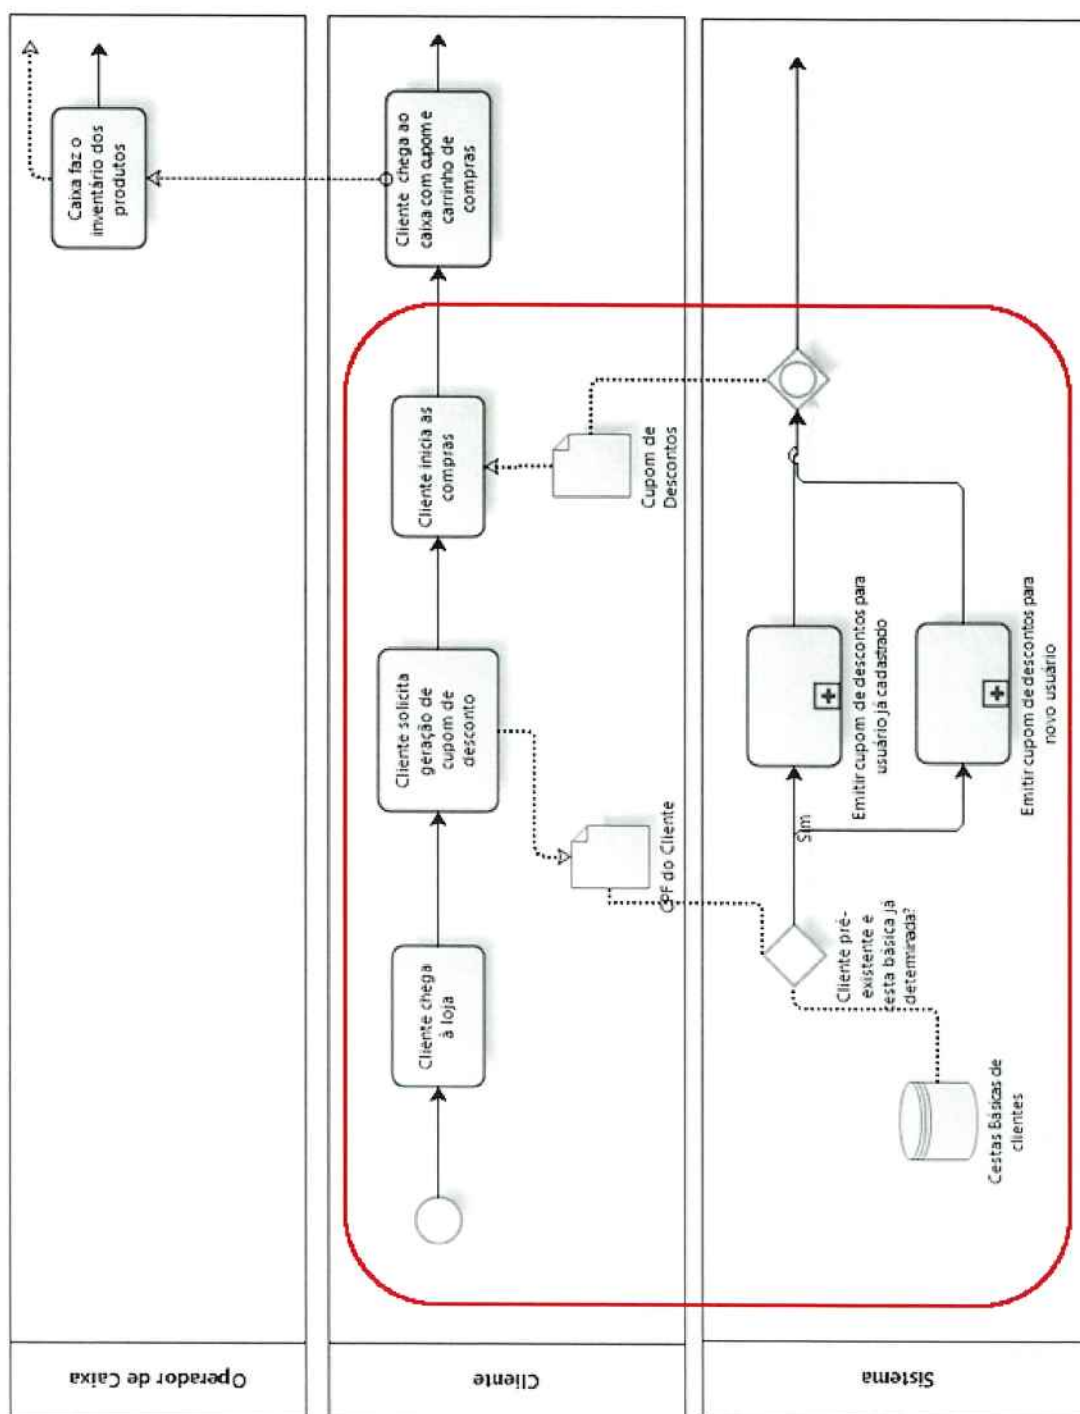 Operador de Caixa
Caixa faz o
inventário dos
produtos
Cliente
Cliente chega
à loja
Cliente solicita
geração de
cupom de
desconto
Cliente inicia as
compras
Cliente chega ao
caixa com cupom e
carrinho de
compras
CPF do Cliente
Cupom de
Descontos
Sistema
Cestas Básicas de
clientes
Cliente pré-
existente e
cesta básica já
determinada?
Sim
Emitir cupom de descontos para
usuário já cadastrado
Emitir cupom de descontos para
novo usuário